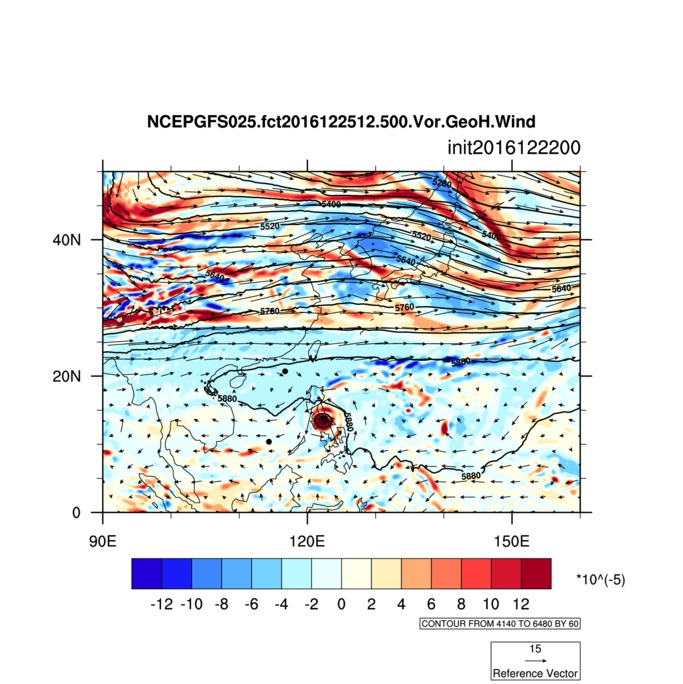 NCEPGFS025.fct2016122512.500.Vor.GeoH.Wind
init2016122200
5280
5400
5520
5400
40N
5520
5640
5640
5640
5760
5760
5880
20N
5880
5880
5880
0
90E 120E 150E
-12 -10 -8 -6 -4 -2 0 2 4 6 8 10 12
*10^(-5)
CONTOUR FROM 4140 TO 6480 BY 60
15
Reference Vector